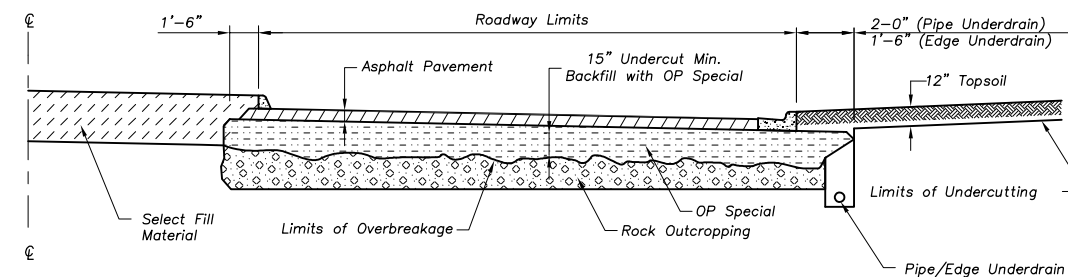 ℄
1'-6"
Roadway Limits
2-0" (Pipe Underdrain)
1'-6" (Edge Underdrain)
Asphalt Pavement
15" Undercut Min.
Backfill with OP Special
12" Topsoil
Select Fill
Material
Limits of Overbreakage
OP Special
Rock Outcropping
Limits of Undercutting
Pipe/Edge Underdrain
℄